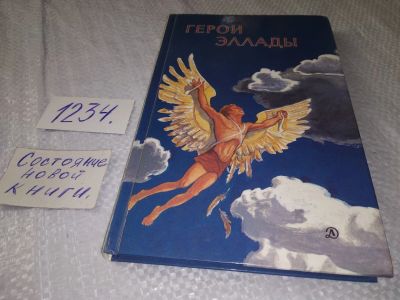 ГЕРОИ
ЭЛЛАДЫ
1234.
Состояние
новой
книги.
Д